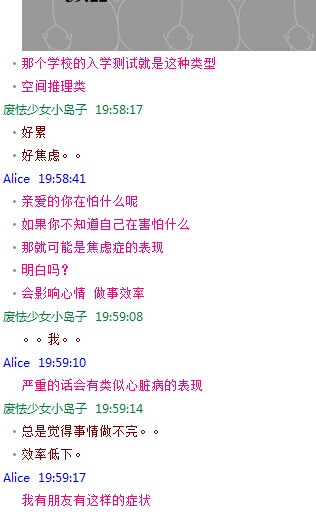 那个学校的入学测试就是这种类型
空间推理类
废怯少女小岛子 19:58:17
好累
好焦虑。。
Alice 19:58:41
亲爱的你在怕什么呢
如果你不知道自己在害怕什么
那就可能是焦虑症的表现
明白吗？
会影响心情 做事效率
废怯少女小岛子 19:59:08
。。我。。
Alice 19:59:10
严重的话会有类似心脏病的表现
废怯少女小岛子 19:59:14
总是觉得事情做不完。。
效率低下。
Alice 19:59:17
我有朋友有这样的症状